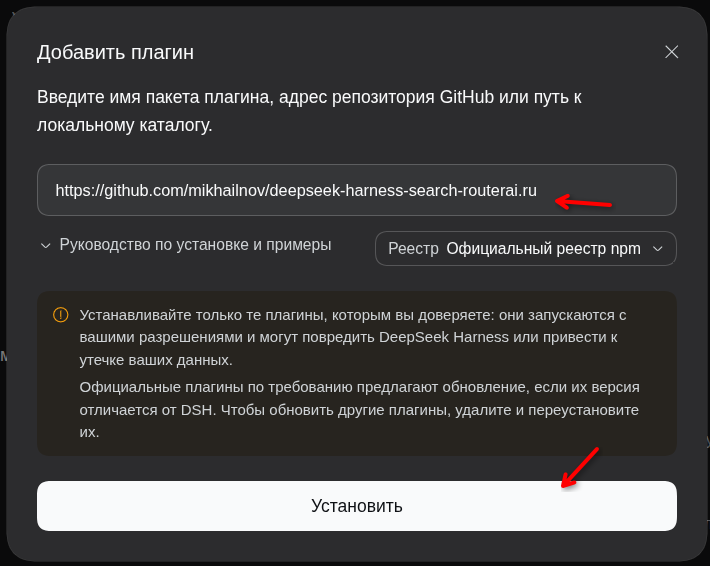 Добавить плагин
Введите имя пакета плагина, адрес репозитория GitHub или путь к
локальному каталогу.
https://github.com/mikhailnov/deepseek-harness-search-routerai.ru
Руководство по установке и примеры
Реестр Официальный реестр npm
Устанавливайте только те плагины, которым вы доверяете: они запускаются с
вашими разрешениями и могут повредить DeepSeek Harness или привести к
утечке ваших данных.
Официальные плагины по требованию предлагают обновление, если их версия
отличается от DSH. Чтобы обновить другие плагины, удалите и переустановите
их.
Установить